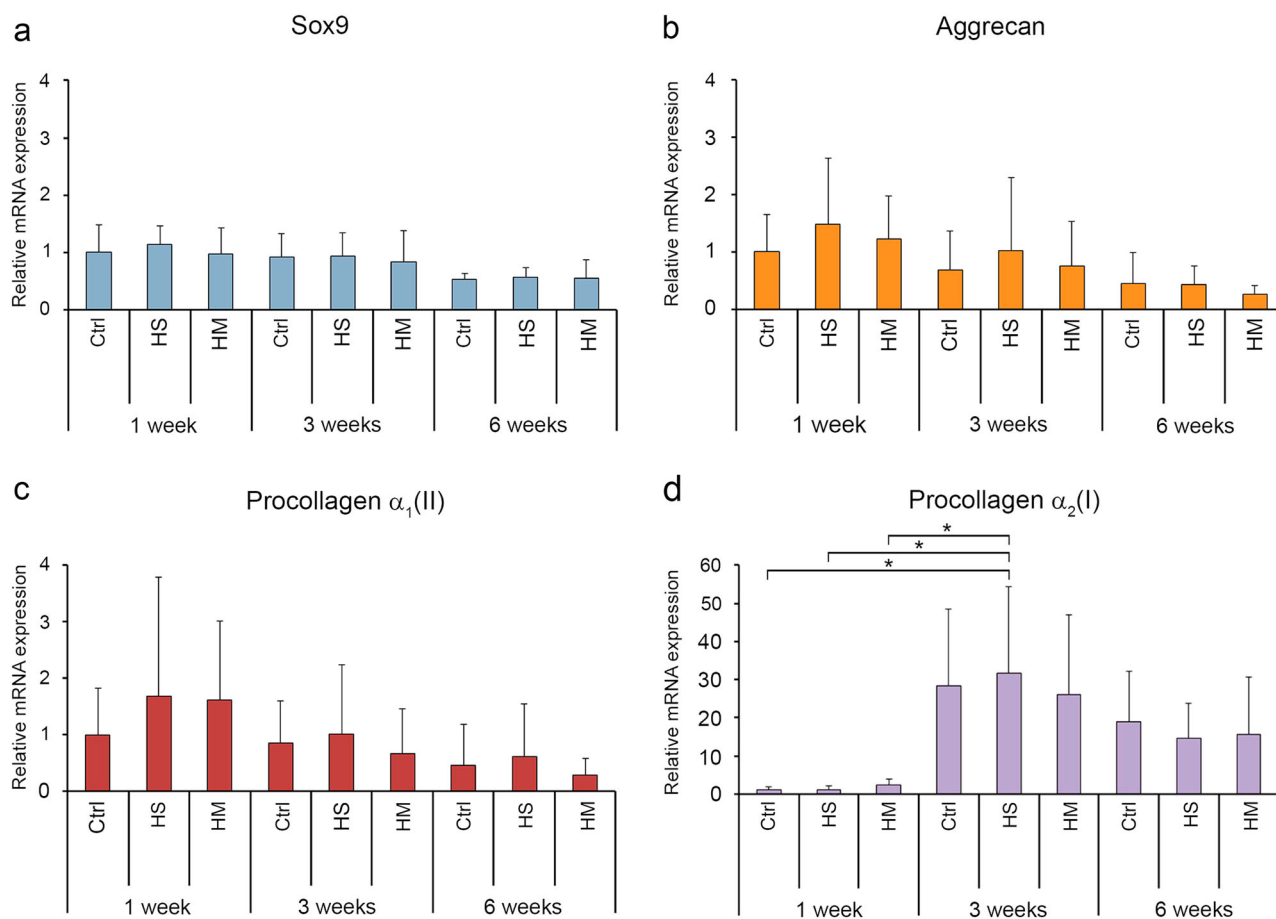 a
Sox9
Relative mRNA expression
4
3
2
1
0
Ctrl HS HM Ctrl HS HM Ctrl HS HM
1 week 3 weeks 6 weeks
b
Aggrecan
Relative mRNA expression
4
3
2
1
0
Ctrl HS HM Ctrl HS HM Ctrl HS HM
1 week 3 weeks 6 weeks
c
Procollagen α₁(II)
Relative mRNA expression
4
3
2
1
0
Ctrl HS HM Ctrl HS HM Ctrl HS HM
1 week 3 weeks 6 weeks
d
Procollagen α₂(I)
*
*
*
Relative mRNA expression
60
50
40
30
20
10
0
Ctrl HS HM Ctrl HS HM Ctrl HS HM
1 week 3 weeks 6 weeks